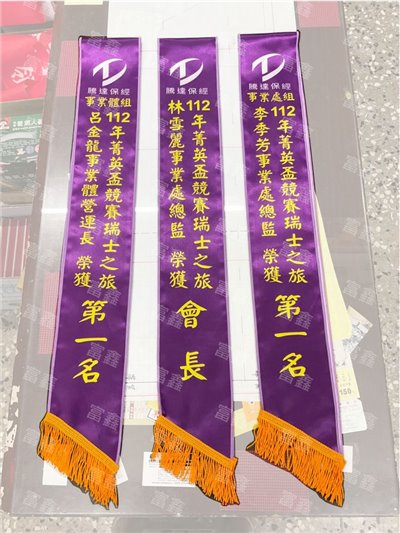 騰達保經
事業體組
112年菁英盃競賽瑞士之旅
呂金龍事業體營運長 榮獲
第一名
騰達保經
112年菁英盃競賽瑞士之旅
林雪麗事業處總監 榮獲
會長
騰達保經
事業處組
112年菁英盃競賽瑞士之旅
李季芳事業處總監 榮獲
第一名
富鑫